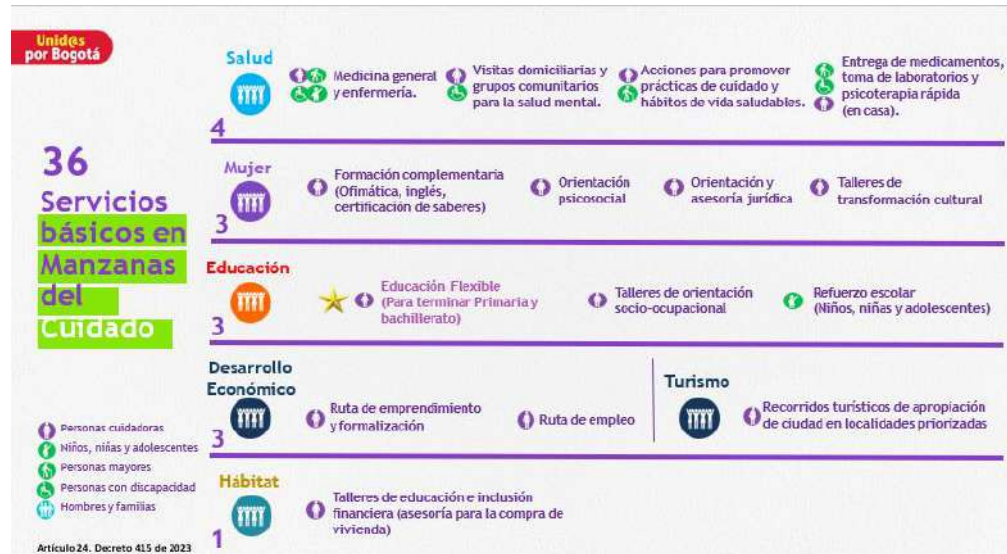 Unid@s
por Bogotá
36
Servicios
básicos en
Manzanas
del
Cuidado
Personas cuidadoras
Niños, niñas y adolescentes
Personas mayores
Personas con discapacidad
Hombres y familias
Artículo 24. Decreto 415 de 2023
Salud
4
Medicina general
y enfermería.
Visitas domiciliarias y
grupos comunitarios
para la salud mental.
Acciones para promover
prácticas de cuidado y
hábitos de vida saludables.
Entrega de medicamentos,
toma de laboratorios y
psicoterapia rápida
(en casa).
Mujer
3
Formación complementaria
(Ofimática, inglés,
certificación de saberes)
Orientación
psicosocial
Orientación y
asesoría jurídica
Talleres de
transformación cultural
Educación
3
Educación Flexible
(Para terminar Primaria y
bachillerato)
Talleres de orientación
socio-ocupacional
Refuerzo escolar
(Niños, niñas y adolescentes)
Desarrollo
Económico
3
Ruta de emprendimiento
y formalización
Ruta de empleo
Turismo
Recorridos turísticos de apropiación
de ciudad en localidades priorizadas
Hábitat
1
Talleres de educación e inclusión
financiera (asesoría para la compra de
vivienda)